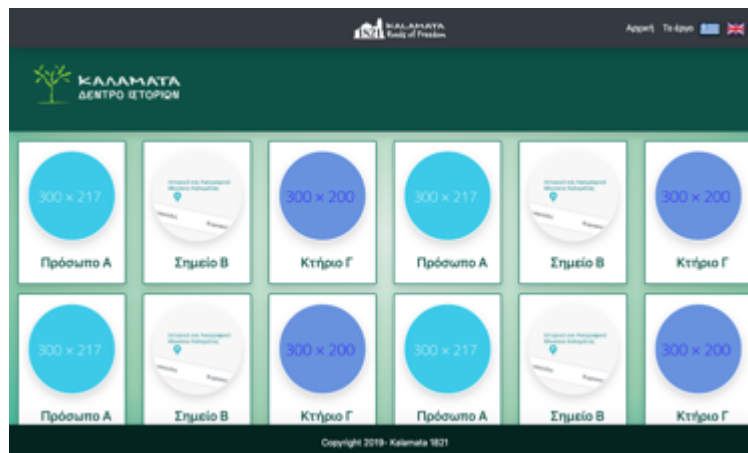 1821 KALAMATA
Roads of Freedom
Αρχική Το έργο
ΚΑΛΑΜΑΤΑ
ΔΕΝΤΡΟ ΙΣΤΟΡΙΩΝ
300 × 217
300 × 200
300 × 217
300 × 200
Πρόσωπο Α Σημείο Β Κτήριο Γ Πρόσωπο Α Σημείο Β Κτήριο Γ
300 × 217
300 × 200
300 × 217
300 × 200
Πρόσωπο Α Σημείο Β Κτήριο Γ Πρόσωπο Α Σημείο Β Κτήριο Γ
Copyright 2019- Kalamata 1821